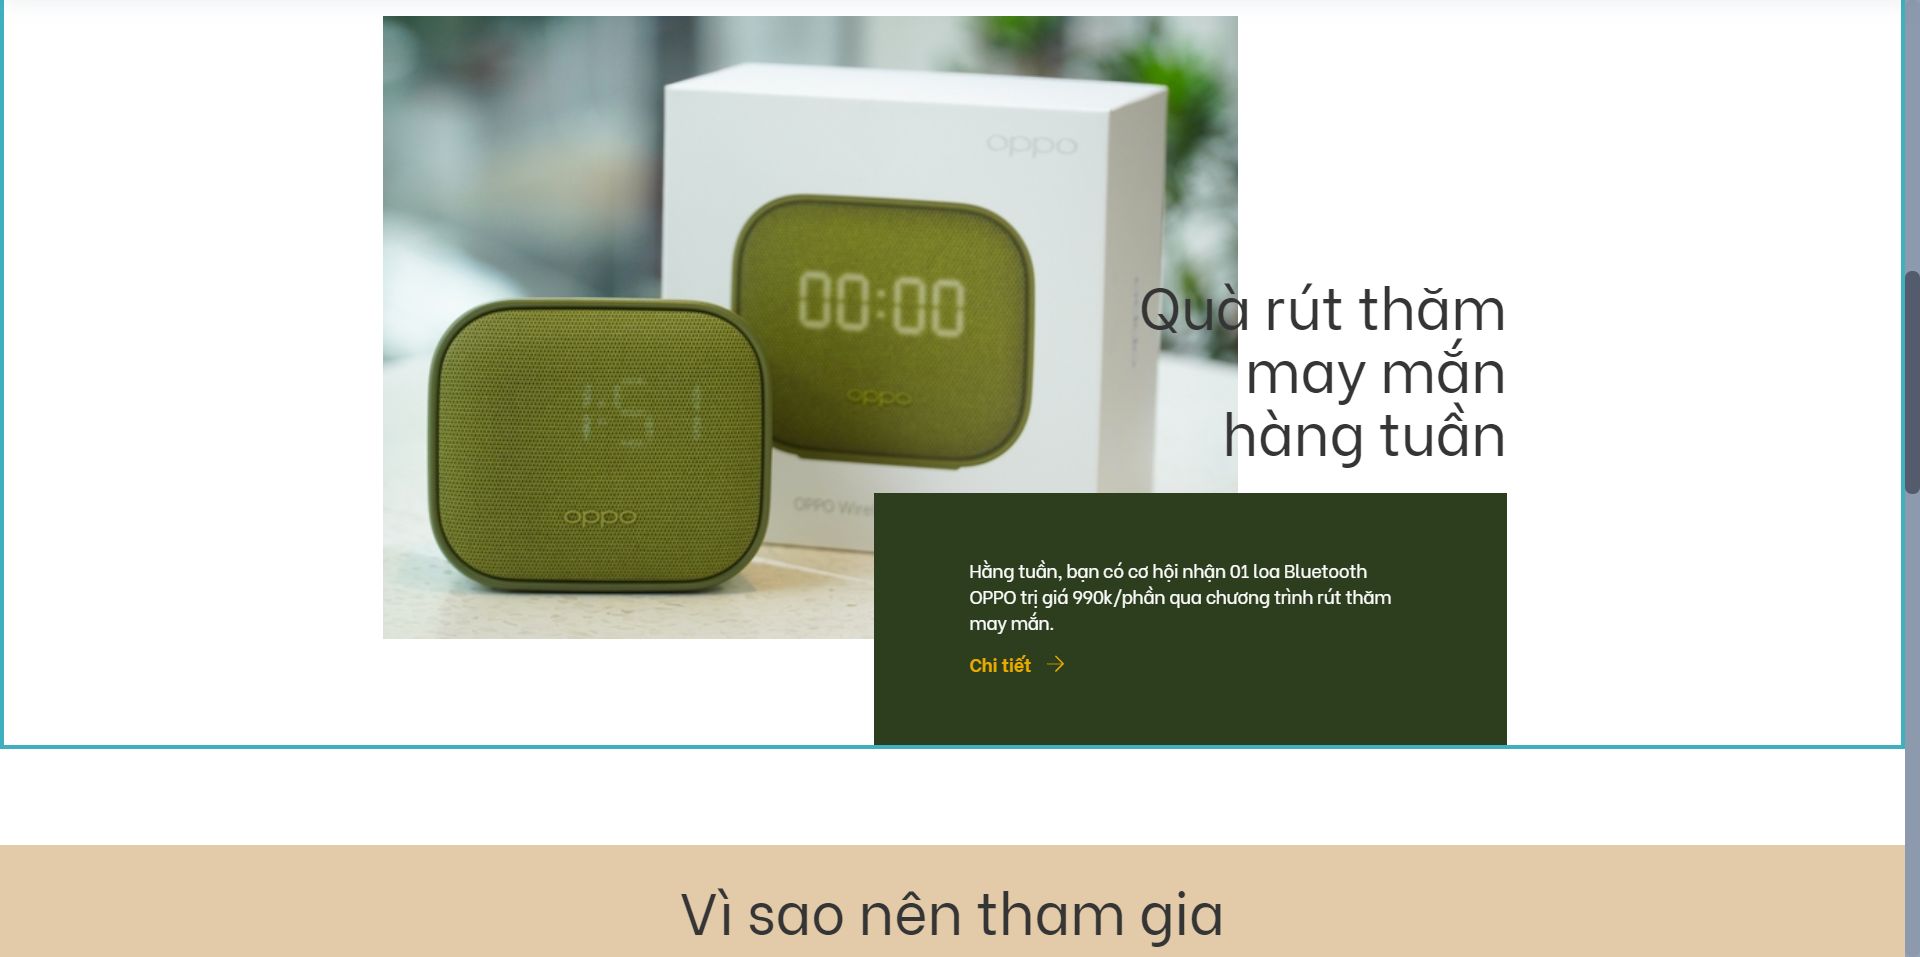 oppo
00:00
oppo
1:51
oppo
OPPO
Quà rút thăm
may mắn
hàng tuần
Hằng tuần, bạn có cơ hội nhận 01 loa Bluetooth
OPPO trị giá 990k/phần qua chương trình rút thăm
may mắn.
Chi tiết
Vì sao nên tham gia